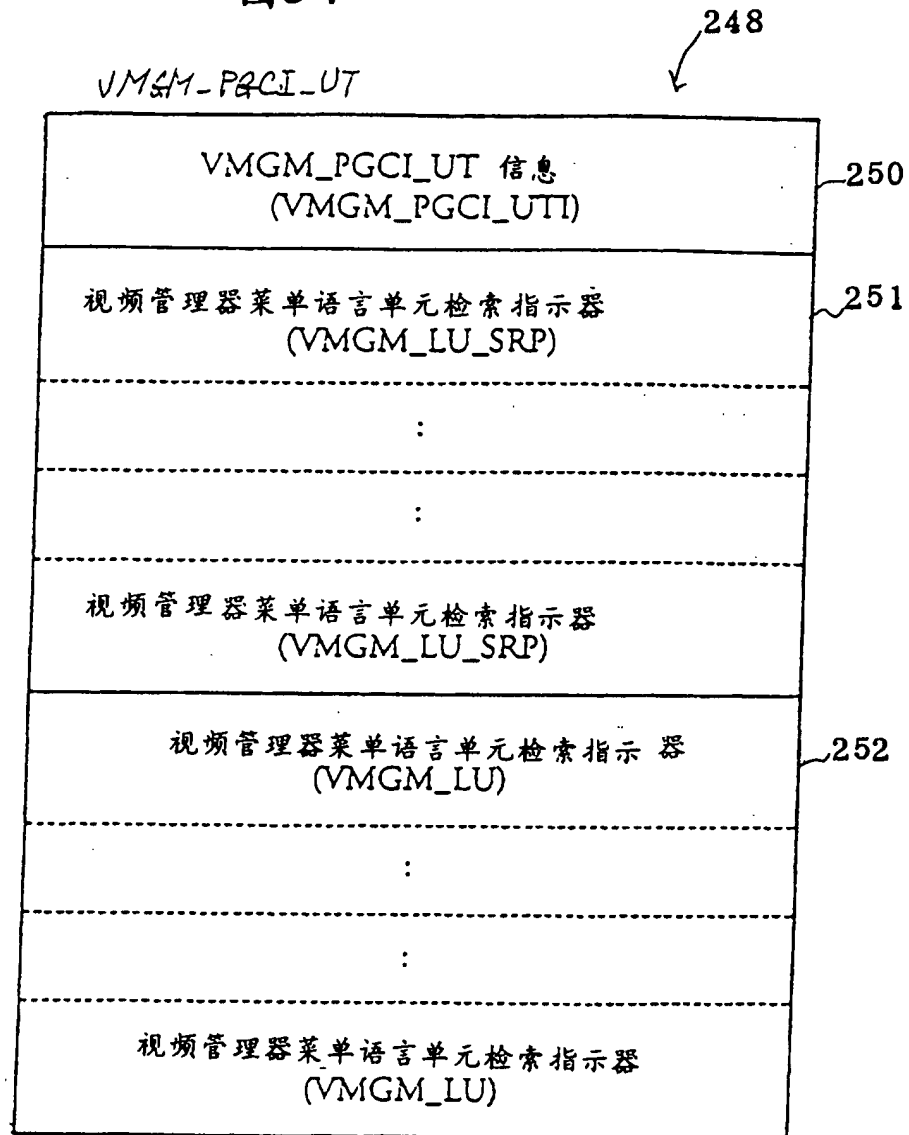 248
VMGM-PGCI-UT
VMGM_PGCI_UT 信息
(VMGM_PGCI_UTI)
250
视频管理器菜单语言单元检索指示器
(VMGM_LU_SRP)
251
:
:
视频管理器菜单语言单元检索指示器
(VMGM_LU_SRP)
视频管理器菜单语言单元检索指示 器
(VMGM_LU)
252
:
:
视频管理器菜单语言单元检索指示器
(VMGM_LU)